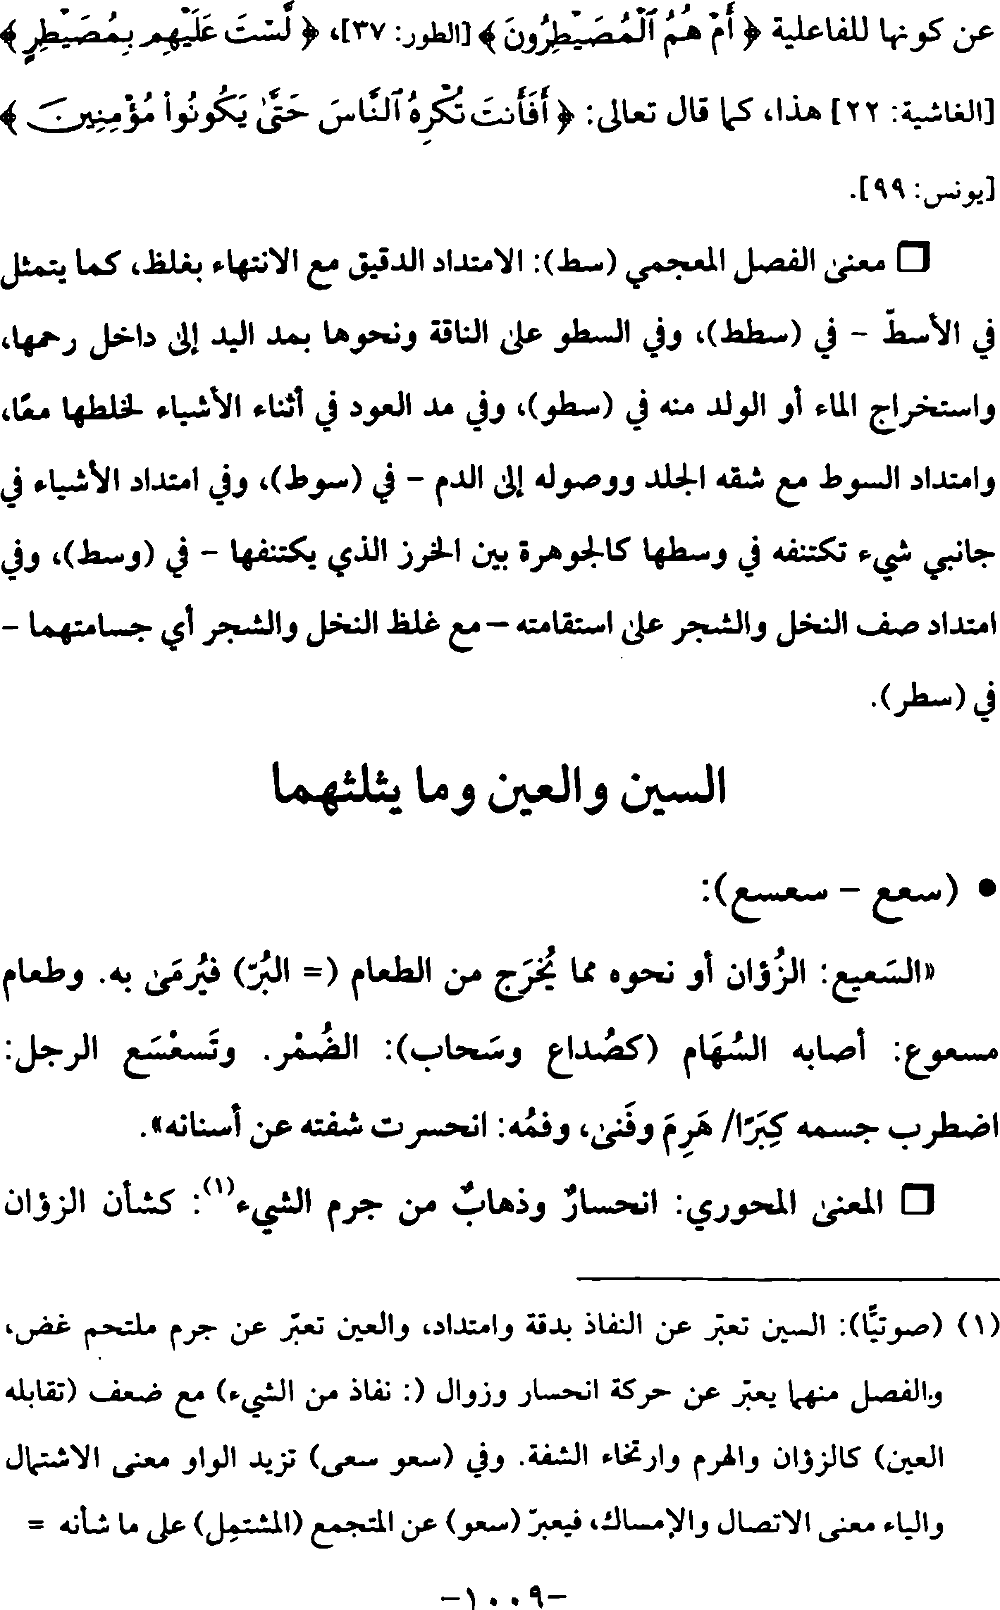 عن كونها للفاعلية ﴿ أَمۡ هُمُ ٱلۡمُصَيۡطِرُونَ ﴾ [الطور: ٣٧]، ﴿ لَّسۡتَ عَلَيۡهِم بِمُصَيۡطِرٍ ﴾
[الغاشية: ٢٢] هذا، كما قال تعالى: ﴿ أَفَأَنتَ تُكۡرِهُ ٱلنَّاسَ حَتَّىٰ يَكُونُواْ مُؤۡمِنِينَ ﴾
[يونس: ٩٩].
❒ معنى الفصل المعجمي (سط): الامتداد الدقيق مع الانتهاء بغلظ، كما يتمثل
في الأسطّ – في (سطط)، وفي السطو على الناقة ونحوها بمد اليد إلى داخل رحمها،
واستخراج الماء أو الولد منه في (سطو)، وفي مد العود في أثناء الأشياء لخلطها معًا،
وامتداد السوط مع شقه الجلد ووصوله إلى الدم – في (سوط)، وفي امتداد الأشياء في
جانبي شيء تكتنفه في وسطها كالجوهرة بين الخرز الذي يكتنفها – في (وسط)، وفي
امتداد صف النخل والشجر على استقامته – مع غلظ النخل والشجر أي جسامتهما –
في (سطر).
السين والعين وما يثلثهما
• (سعع – سعسع):
«السَعيع: الزُؤان أو نحوه مما يُخرَج من الطعام (= البُرّ) فيُرمَى به. وطعام
مسعوع: أصابه السُهَام (كصُداع وسَحاب): الضُمْر. وتَسعْسَع الرجل:
اضطرب جسمه كِبَرًا/ هَرِمَ وفَنى، وفمُه: انحسرت شفته عن أسنانه».
❒ المعنى المحوري: انحسارٌ وذهابٌ من جرم الشيء(١): كشأن الزؤان
(١) (صوتيًّا): السين تعبّر عن النفاذ بدقة وامتداد، والعين تعبّر عن جرم ملتحم غض،
والفصل منهما يعبّر عن حركة انحسار وزوال (: نفاذ من الشيء) مع ضعف (تقابله
العين) كالزؤان والهرم وارتخاء الشفة. وفي (سعو سعى) تزيد الواو معنى الاشتمال
والياء معنى الاتصال والإمساك، فيعبرّ (سعو) عن المتجمع (المشتمِل) على ما شأنه =
–١٠٠٩–